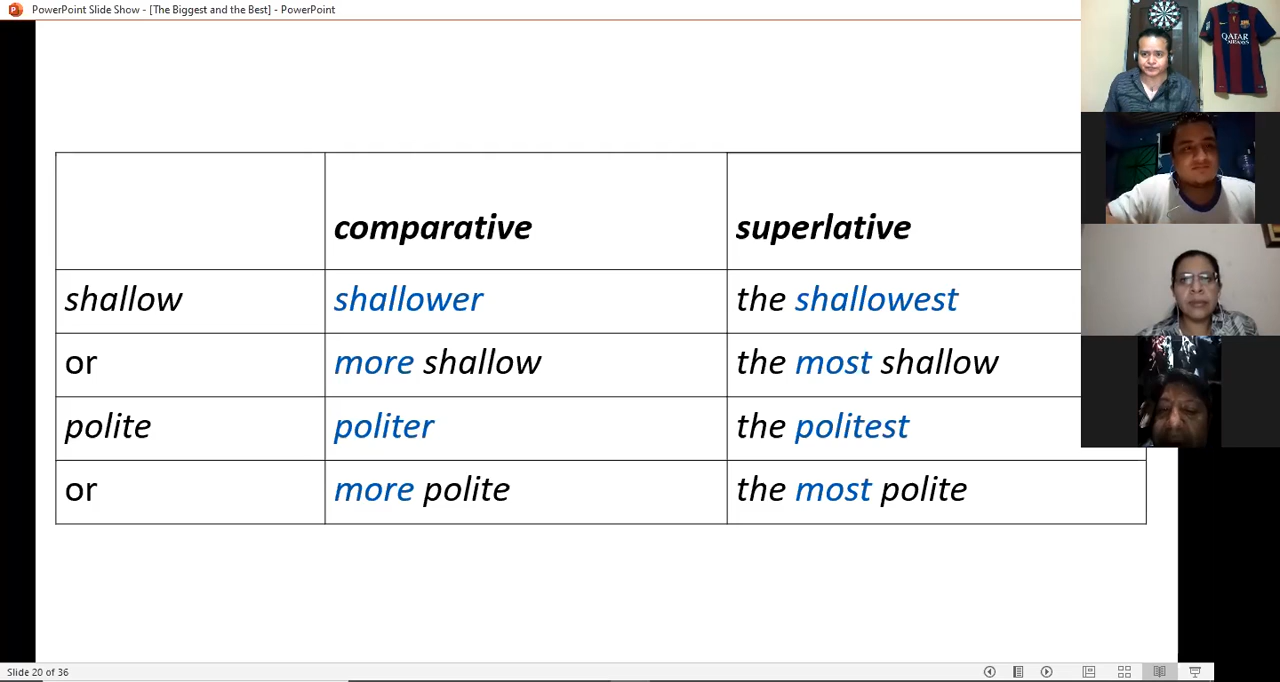 PowerPoint Slide Show - [The Biggest and the Best] - PowerPoint
comparative superlative
shallow shallower the shallowest
or more shallow the most shallow
polite politer the politest
or more polite the most polite
QATAR
AIRWAYS
Slide 20 of 36